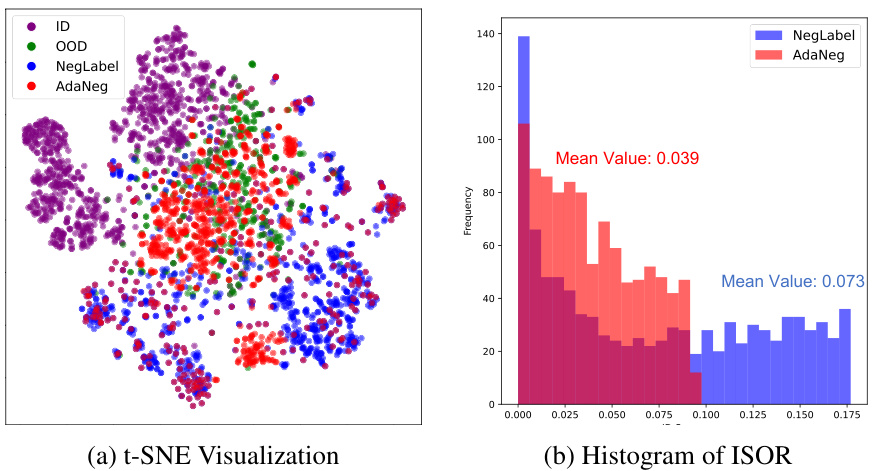 ID
OOD
NegLabel
AdaNeg
(a) t-SNE Visualization
140
120
100
80
60
40
20
0
Frequency
NegLabel
AdaNeg
Mean Value: 0.039
Mean Value: 0.073
0.000 0.025 0.050 0.075 0.100 0.125 0.150 0.175
(b) Histogram of ISOR